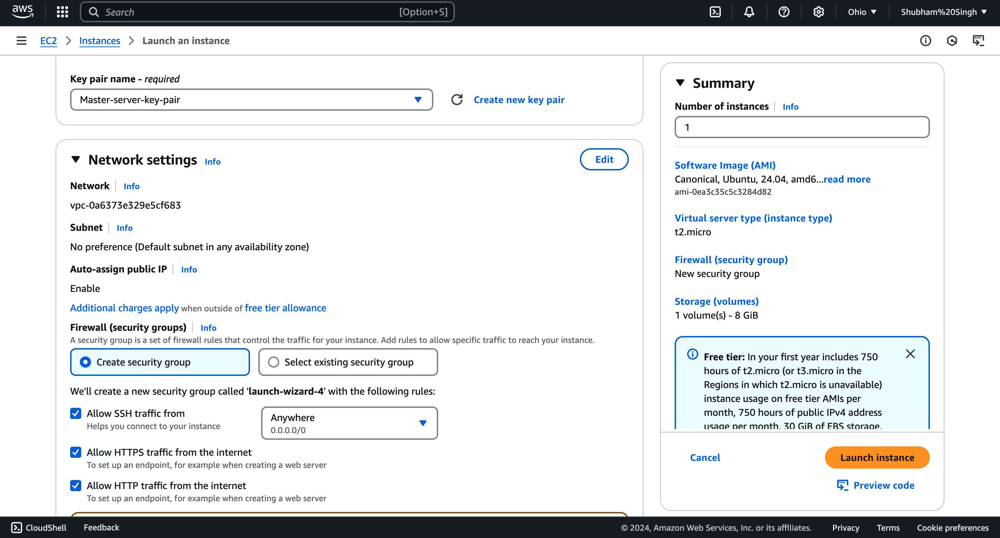 aws
Search
[Option+S]
Ohio
Shubham%20Singh
EC2
Instances
Launch an instance
Key pair name - required
Master-server-key-pair
Create new key pair
Network settings
Info
Edit
Network
Info
vpc-0a6373e329e5cf683
Subnet
Info
No preference (Default subnet in any availability zone)
Auto-assign public IP
Info
Enable
Additional charges apply when outside of free tier allowance
Firewall (security groups)
Info
A security group is a set of firewall rules that control the traffic for your instance. Add rules to allow specific traffic to reach your instance.
Create security group
Select existing security group
We'll create a new security group called 'launch-wizard-4' with the following rules:
Allow SSH traffic from
Helps you connect to your instance
Anywhere
0.0.0.0/0
Allow HTTPS traffic from the internet
To set up an endpoint, for example when creating a web server
Allow HTTP traffic from the internet
To set up an endpoint, for example when creating a web server
Summary
Number of instances
Info
1
Software Image (AMI)
Canonical, Ubuntu, 24.04, amd6...read more
ami-0ea3c35c5c3284d82
Virtual server type (instance type)
t2.micro
Firewall (security group)
New security group
Storage (volumes)
1 volume(s) - 8 GiB
Free tier: In your first year includes 750
hours of t2.micro (or t3.micro in the
Regions in which t2.micro is unavailable)
instance usage on free tier AMIs per
month, 750 hours of public IPv4 address
usage per month, 30 GiB of EBS storage,
Cancel
Launch instance
Preview code
CloudShell
Feedback
© 2024, Amazon Web Services, Inc. or its affiliates.
Privacy
Terms
Cookie preferences